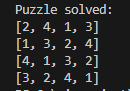 Puzzle solved:
[2, 4, 1, 3]
[1, 3, 2, 4]
[4, 1, 3, 2]
[3, 2, 4, 1]